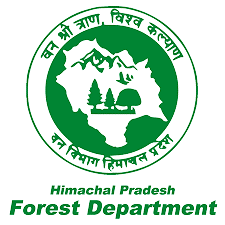 वन श्री त्राण, विश्व कल्याण
वन विभाग हिमाचल प्रदेश
Himachal Pradesh
Forest Department